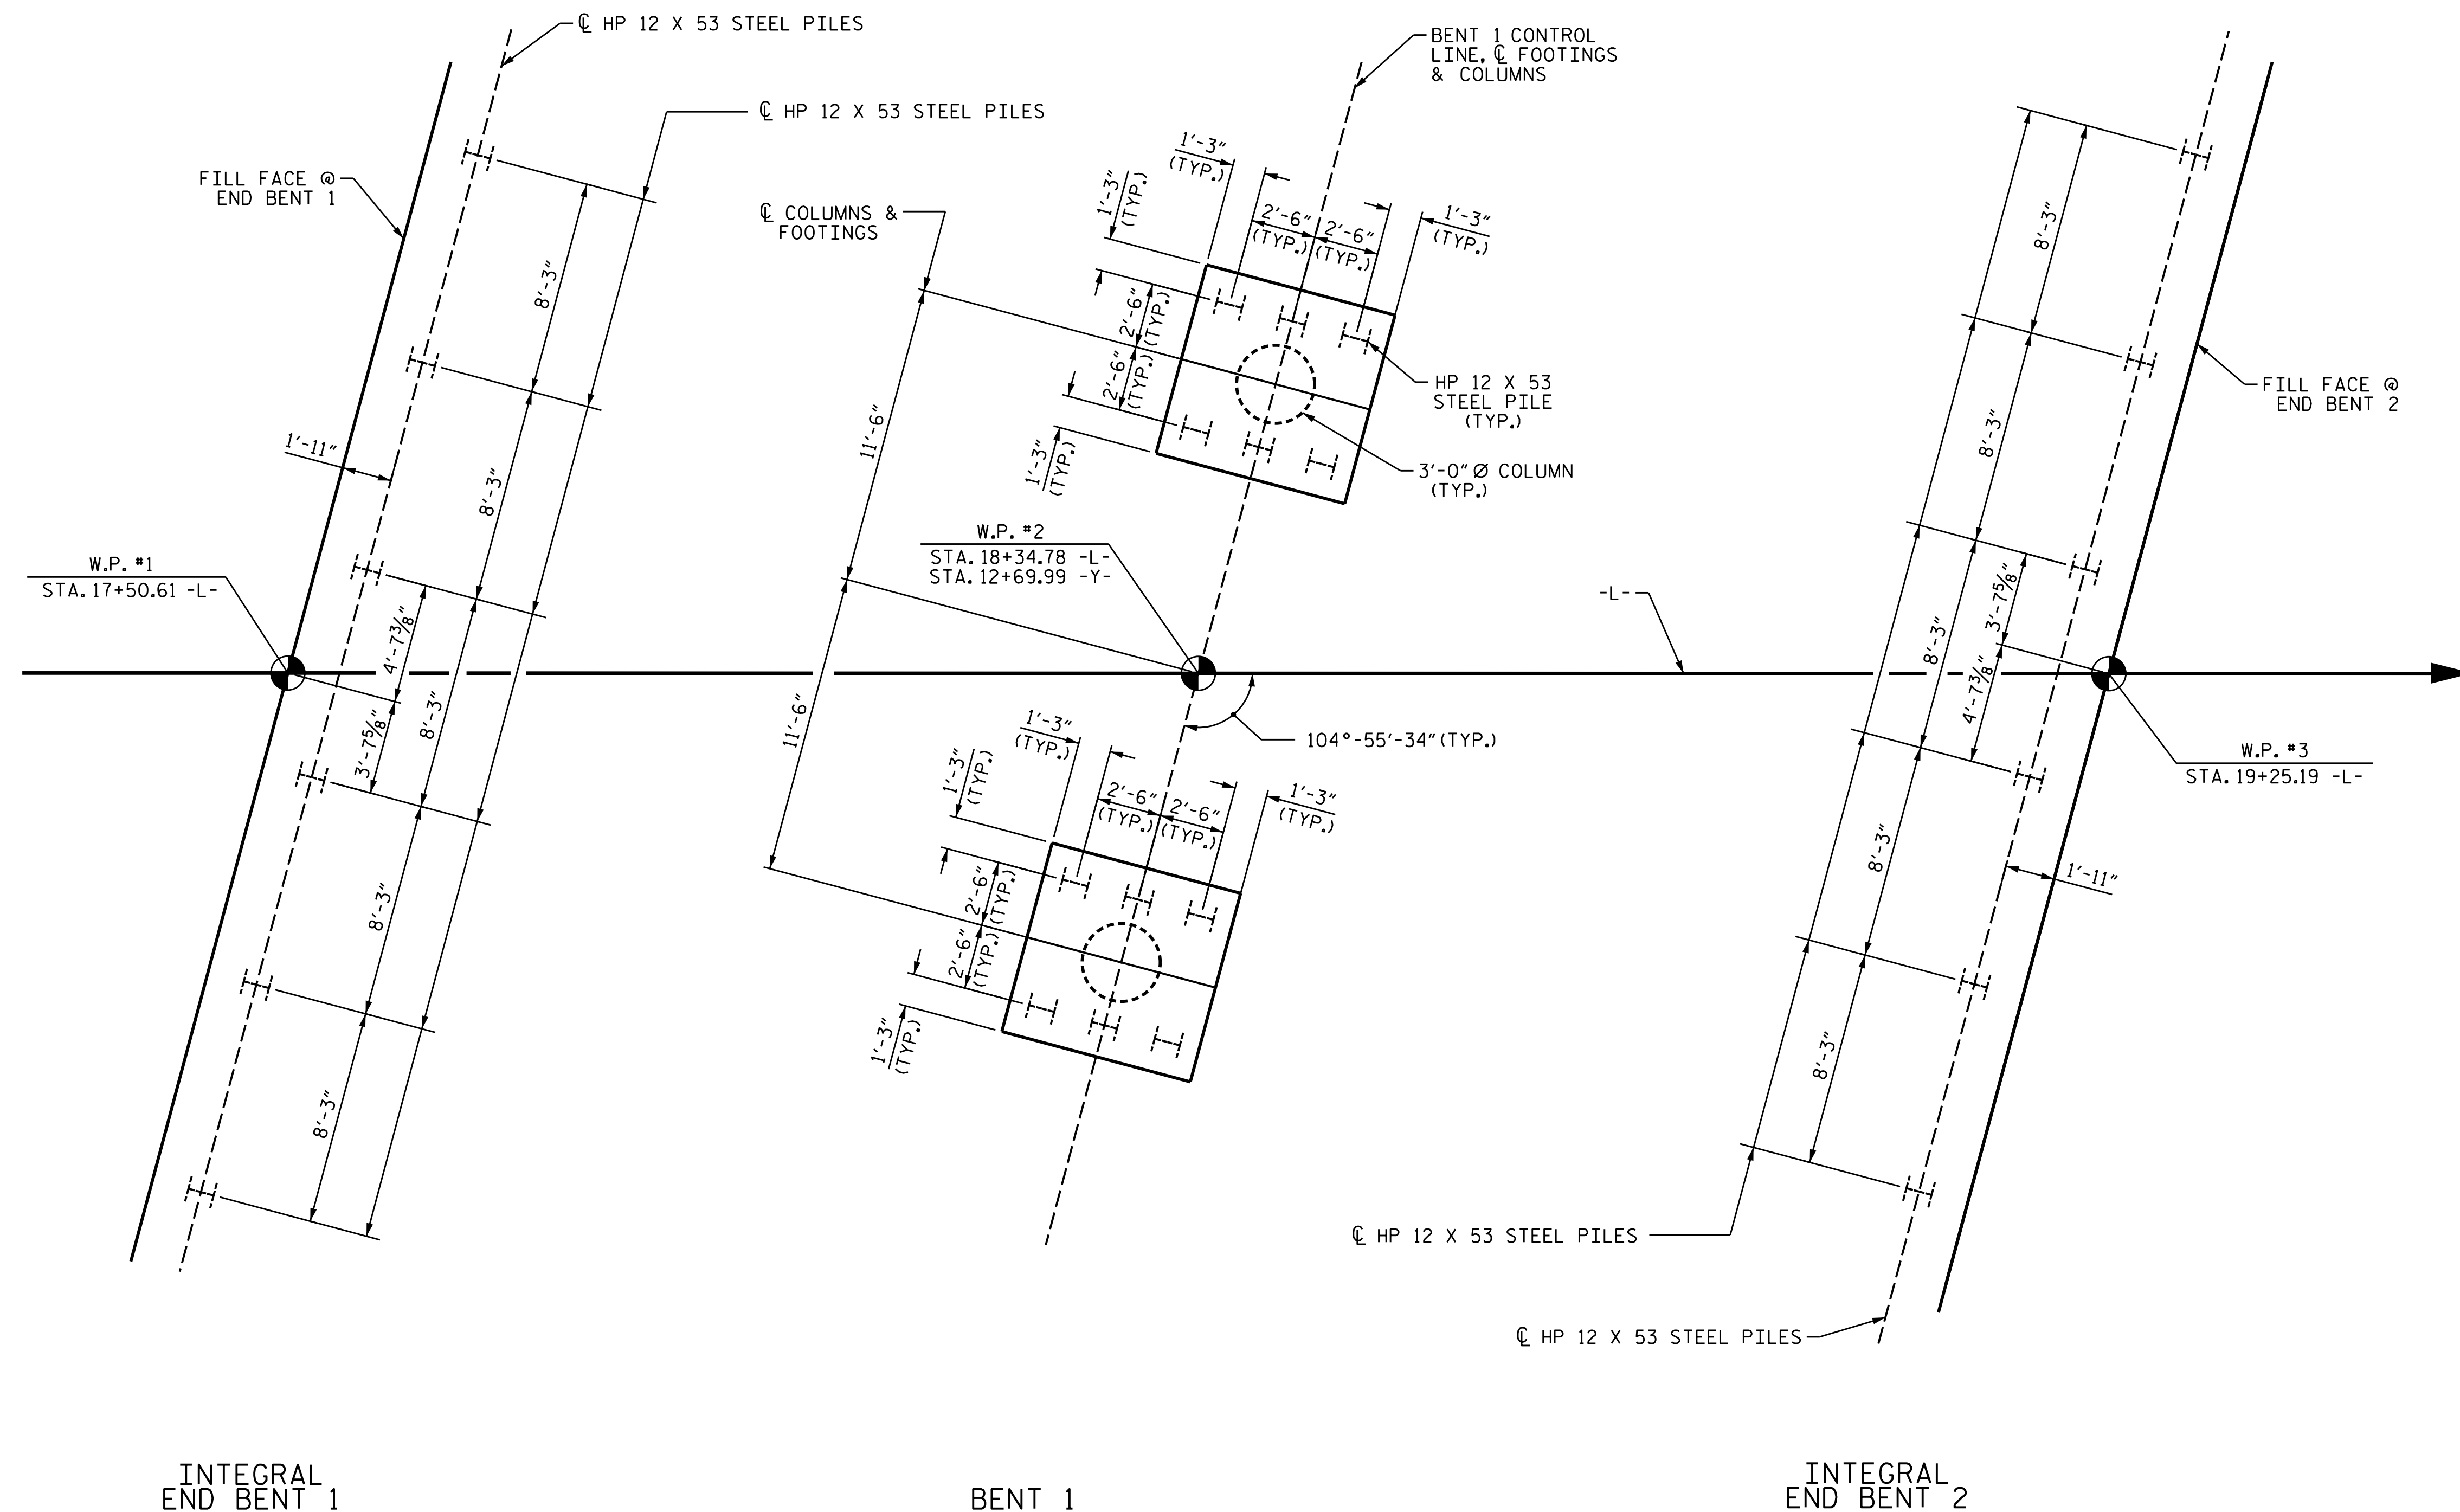 ℄ HP 12 X 53 STEEL PILES
℄ HP 12 X 53 STEEL PILES
FILL FACE @
END BENT 1
8'-3"
8'-3"
1'-11"
W.P. #1
STA. 17+50.61 -L-
4'-7⅜"
3'-7⅝"
8'-3"
8'-3"
8'-3"
INTEGRAL
END BENT 1
BENT 1 CONTROL
LINE, ℄ FOOTINGS
& COLUMNS
℄ COLUMNS &
FOOTINGS
1'-3"
(TYP.)
1'-3"
(TYP.)
2'-6"
(TYP.)
2'-6"
(TYP.)
1'-3"
(TYP.)
2'-6"
(TYP.)
2'-6"
(TYP.)
1'-3"
(TYP.)
HP 12 X 53
STEEL PILE
(TYP.)
3'-0" Ø COLUMN
(TYP.)
11'-6"
W.P. #2
STA. 18+34.78 -L-
STA. 12+69.99 -Y-
-L-
11'-6"
104°-55'-34" (TYP.)
1'-3"
(TYP.)
1'-3"
(TYP.)
2'-6"
(TYP.)
2'-6"
(TYP.)
1'-3"
(TYP.)
2'-6"
(TYP.)
2'-6"
(TYP.)
1'-3"
(TYP.)
BENT 1
8'-3"
8'-3"
FILL FACE @
END BENT 2
3'-7⅝"
8'-3"
4'-7⅜"
W.P. #3
STA. 19+25.19 -L-
8'-3"
1'-11"
8'-3"
℄ HP 12 X 53 STEEL PILES
℄ HP 12 X 53 STEEL PILES
INTEGRAL
END BENT 2